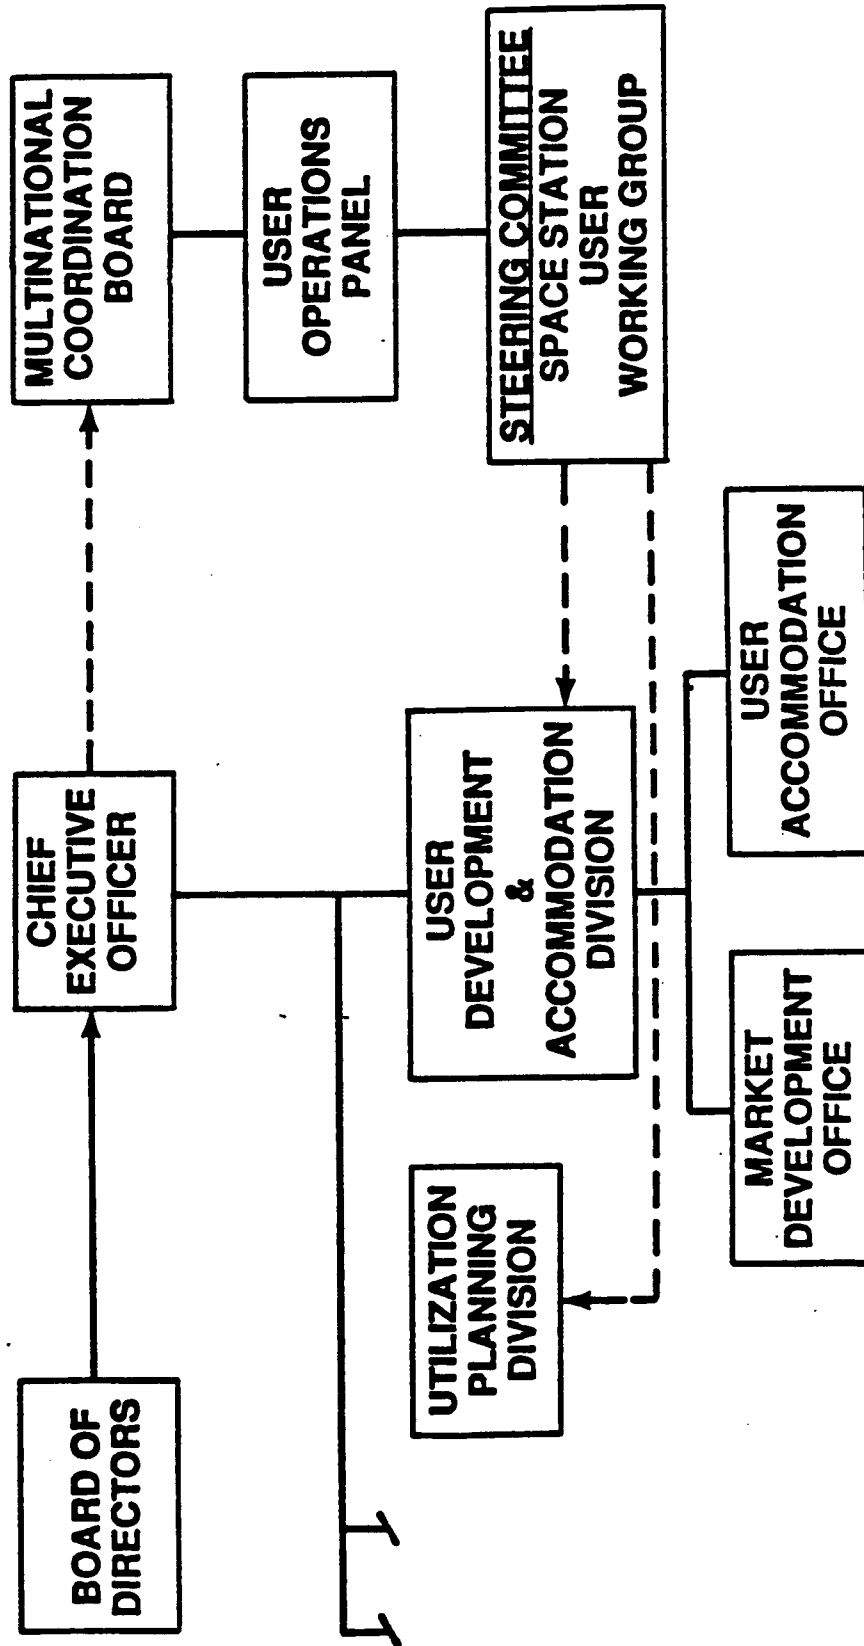 BOARD OF
DIRECTORS
CHIEF
EXECUTIVE
OFFICER
MULTINATIONAL
COORDINATION
BOARD
USER
OPERATIONS
PANEL
UTILIZATION
PLANNING
DIVISION
USER
DEVELOPMENT
&
ACCOMMODATION
DIVISION
STEERING COMMITTEE
SPACE STATION
USER
WORKING GROUP
MARKET
DEVELOPMENT
OFFICE
USER
ACCOMMODATION
OFFICE